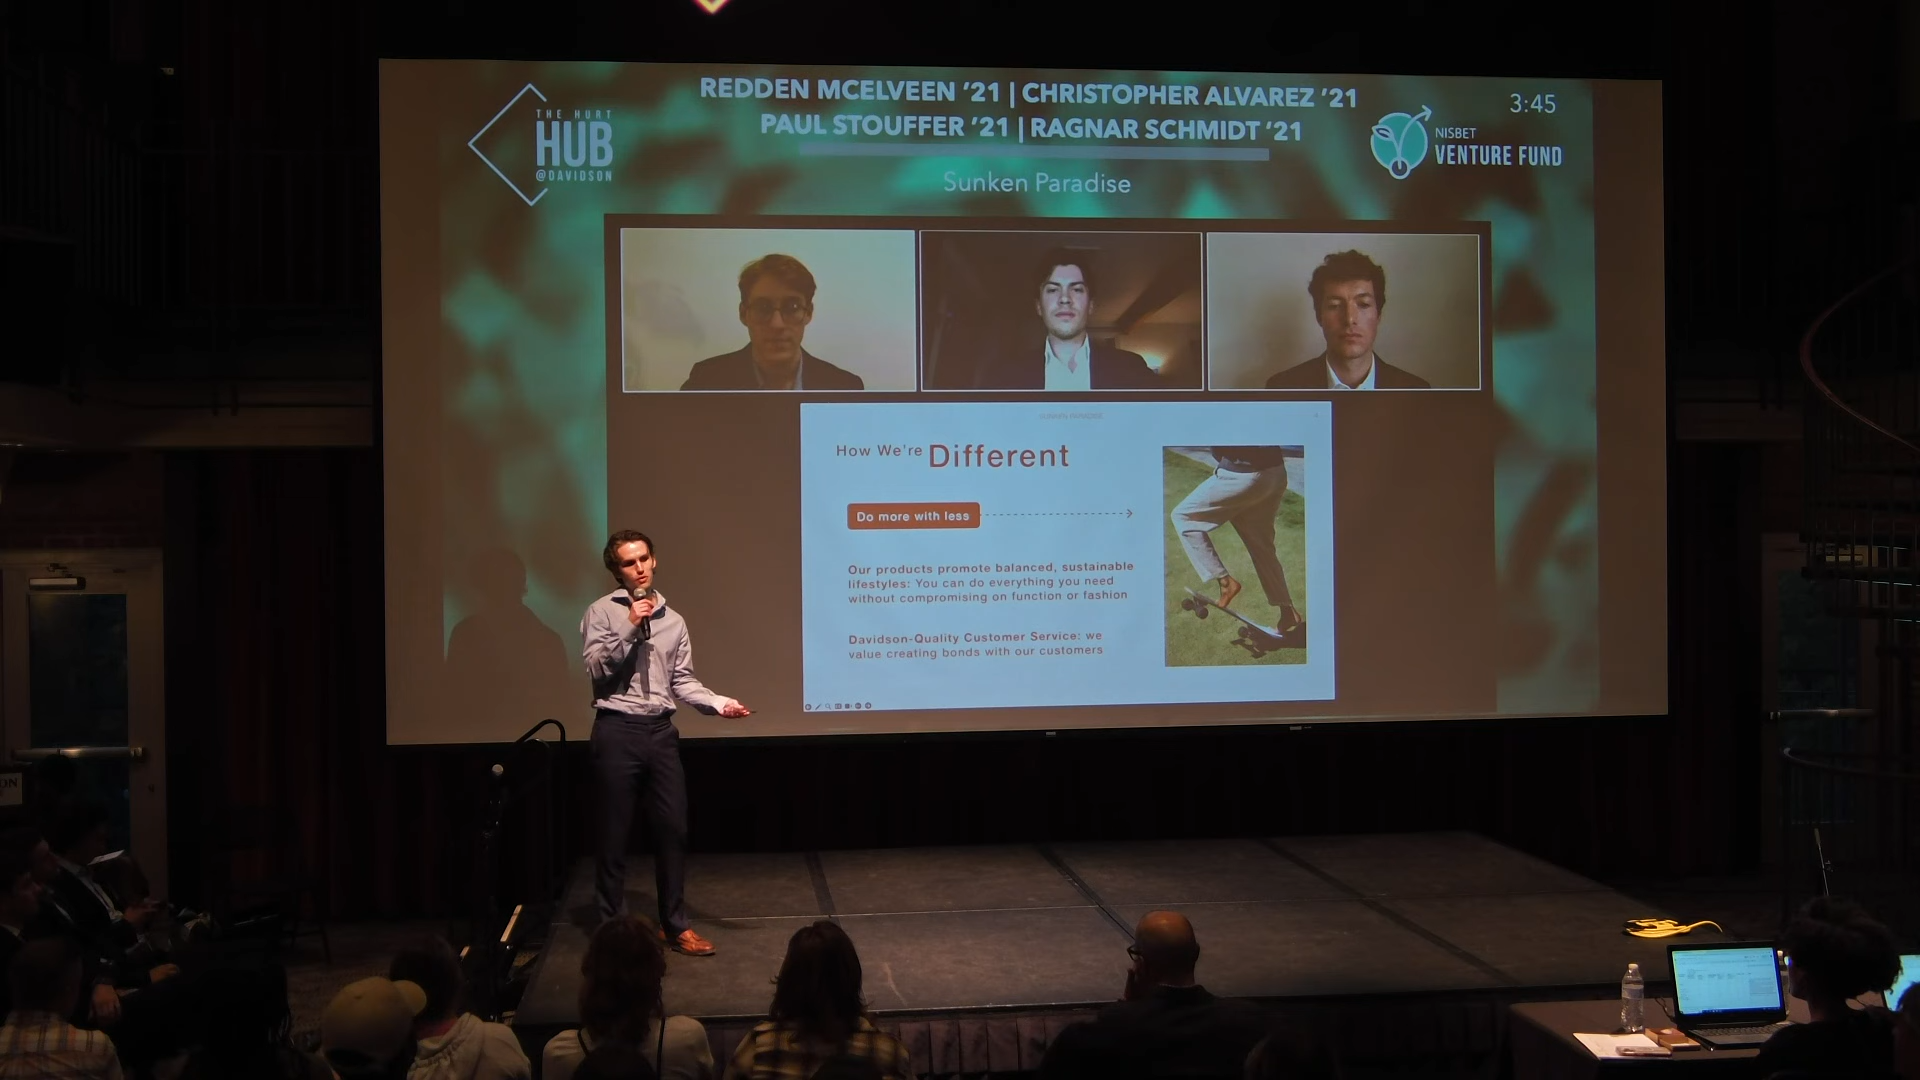 THE HURT
HUB
@DAVIDSON
REDDEN MCELVEEN ’21 | CHRISTOPHER ALVAREZ ’21
PAUL STOUFFER ’21 | RAGNAR SCHMIDT ’21
Sunken Paradise
NISBET
VENTURE FUND
3:45
How We're Different
Do more with less
Our products promote balanced, sustainable
lifestyles: You can do everything you need
without compromising on function or fashion
Davidson-Quality Customer Service: we
value creating bonds with our customers